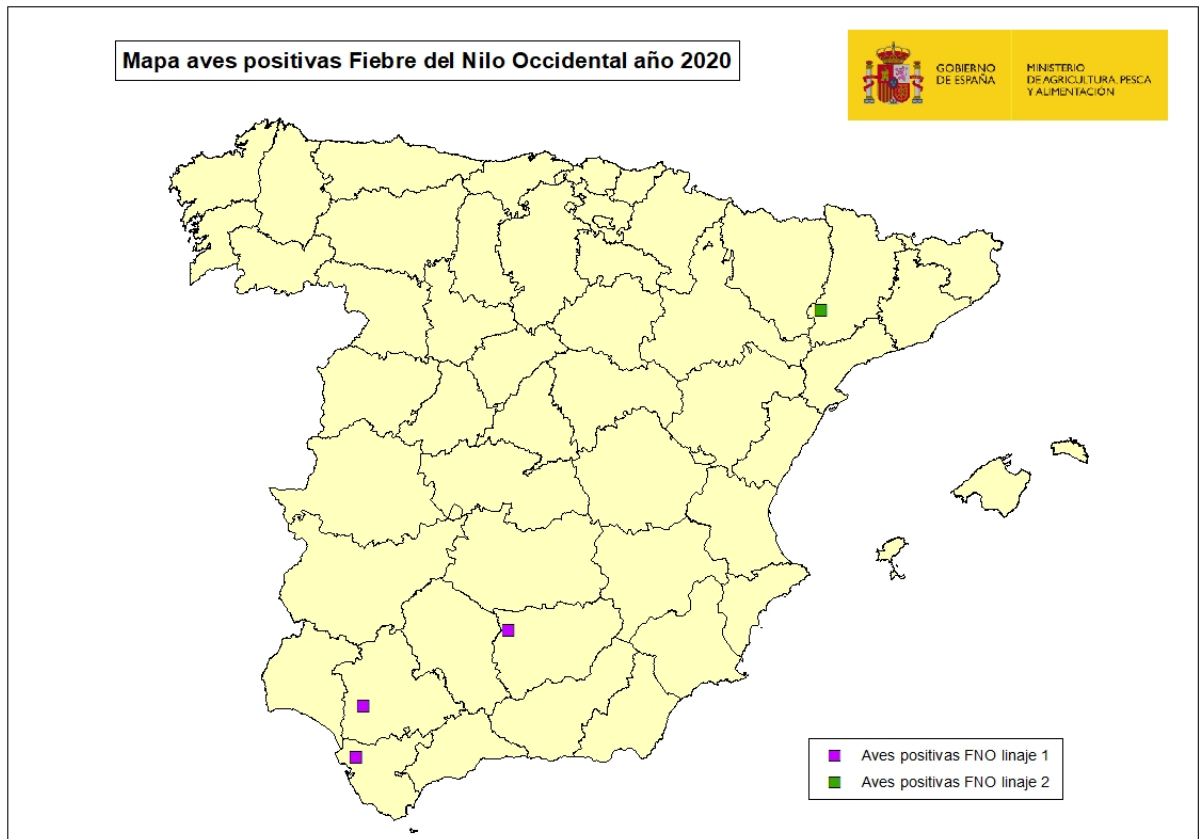 Mapa aves positivas Fiebre del Nilo Occidental año 2020
GOBIERNO
DE ESPAÑA
MINISTERIO
DE AGRICULTURA, PESCA
Y ALIMENTACIÓN
Aves positivas FNO linaje 1
Aves positivas FNO linaje 2